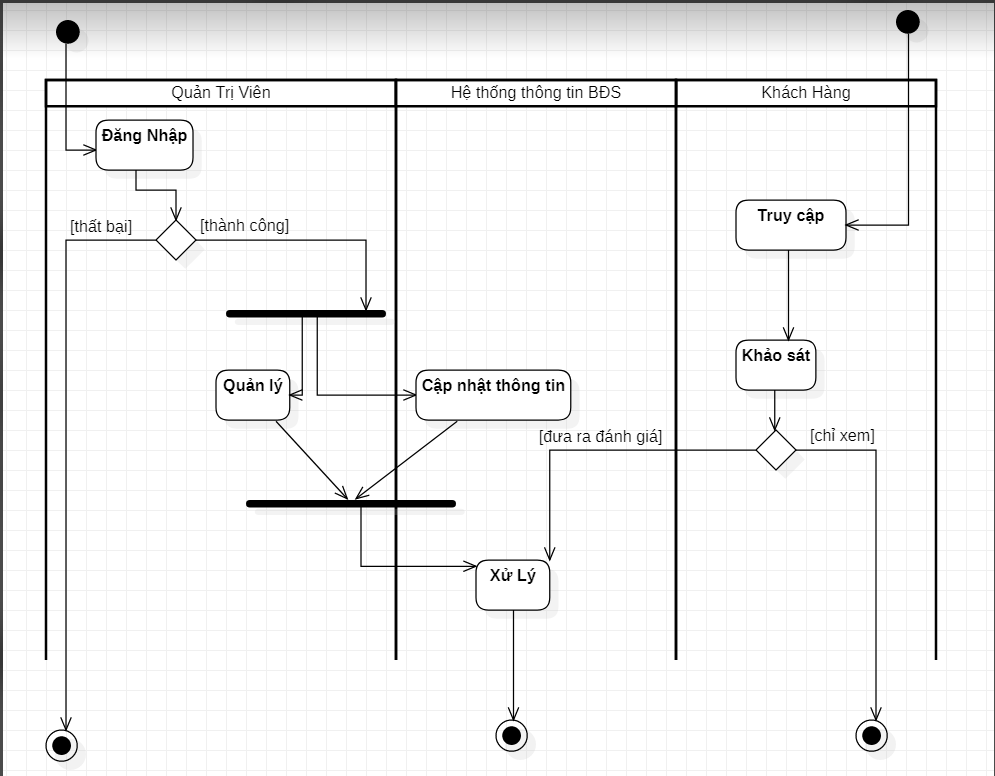 Quản Trị Viên
Hệ thống thông tin BĐS
Khách Hàng
Đăng Nhập
Truy cập
[thất bại]
[thành công]
Khảo sát
Quản lý
Cập nhật thông tin
[đưa ra đánh giá]
[chỉ xem]
Xử Lý